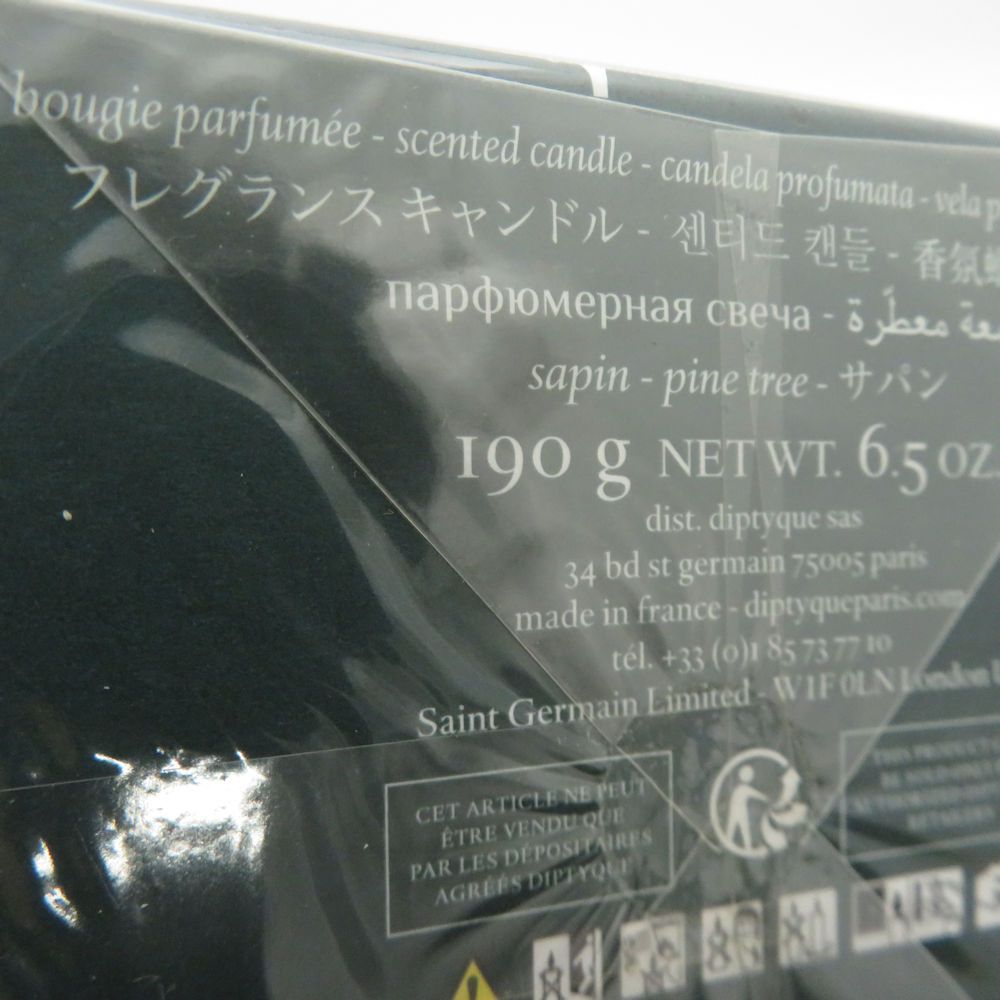 bougie parfumée - scented candle - candela profumata - vela
フレグランス キャンドル - 센티드 캔들 - 香氛
парфюмерная свеча - معطرة
sapin - pine tree - サパン
190 g NET WT. 6.5 OZ.
dist. diptyque sas
34 bd st germain 75005 paris
made in france - diptyqueparis.com
tél. +33 (0)1 85 73 77 10
Saint Germain Limited - W1F 0LN London
CET ARTICLE NE PEUT
ÊTRE VENDU QUE
PAR LES DÉPOSITAIRES
AGRÉÉS DIPTYQUE
THIS PRODUCT